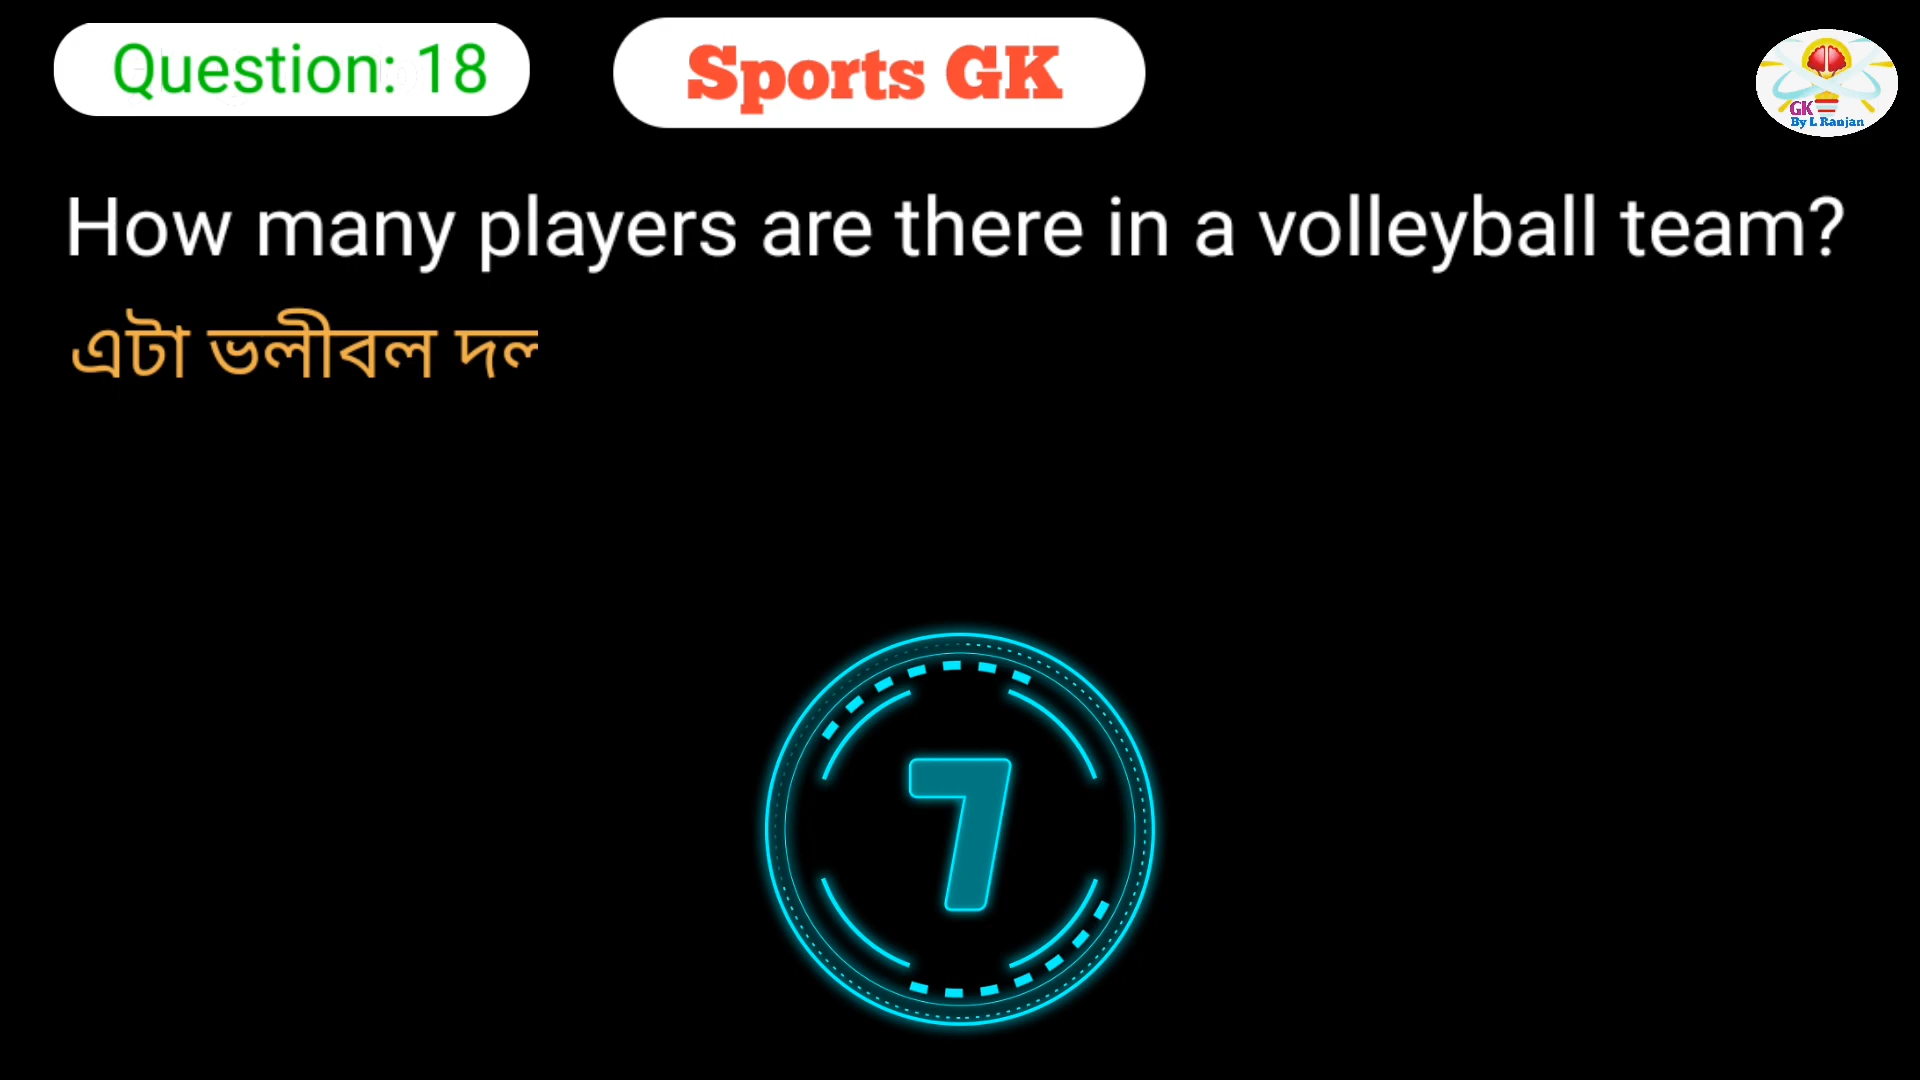 Question: 18
Sports GK
GK
By L Ranjan
How many players are there in a volleyball team?
এটা ভলীবল
7